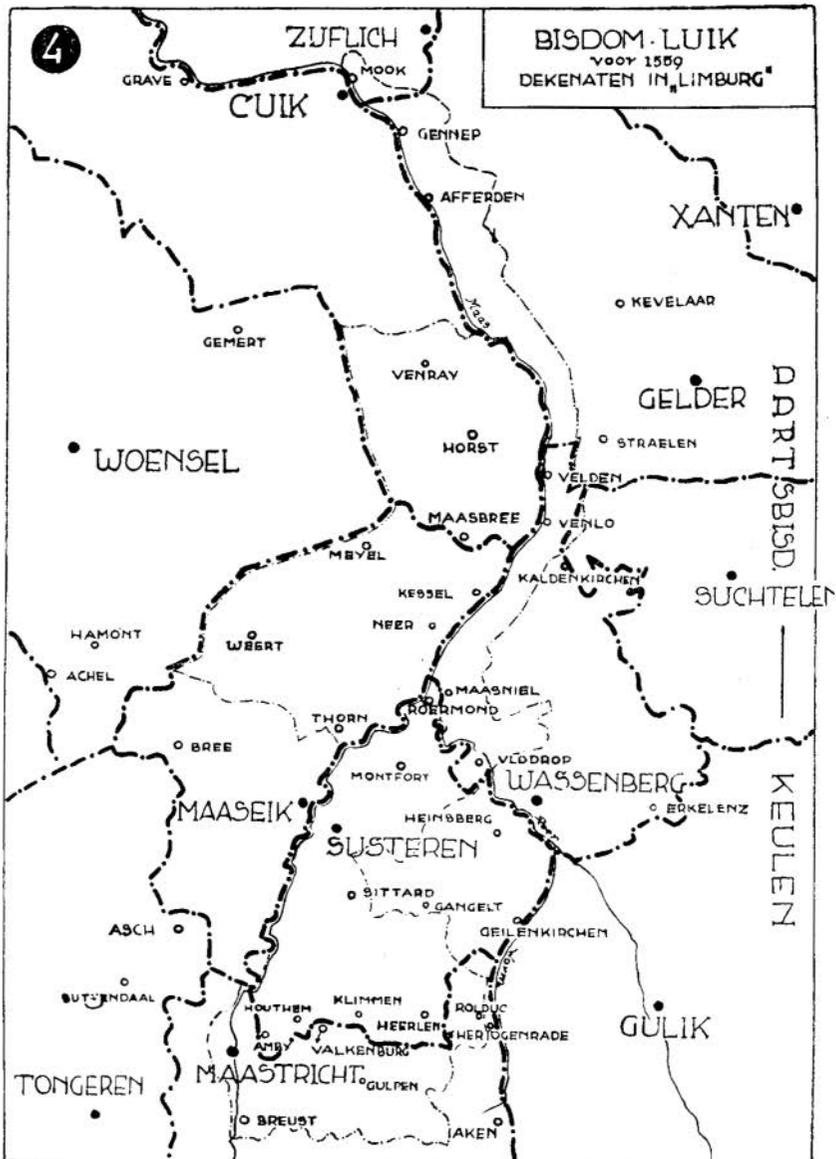 4
BISDOM·LUIK
voor 1559
DEKENATEN IN „LIMBURG"
ZIJFLICH
GRAVE
MOOK
CUIK
GENNEP
AFFERDEN
XANTEN
Maas
KEVELAAR
GEMERT
VENRAY
GELDER
HORST
STRAELEN
WOENSEL
VELDEN
MAASBREE
VENLO
MEYEL
KALDENKIRCHEN
SUCHTELEN
KESSEL
NEER
HAMONT
WEERT
ACHEL
MAASNIEL
ROERMOND
THORN
BREE
VLODROP
MONTFORT
WASSENBERG
MAASEIK
ERKELENZ
HEINSBERG
SUSTEREN
SITTARD
GANGELT
ASCH
GEILENKIRCHEN
KLIMMEN
HOUTHEM
ROLDUC
HEERLEN
GULIK
HERTOGENRADE
AMBY
VALKENBURG
MAASTRICHT
GULPEN
TONGEREN
BREUST
AKEN
AARTSBISD.
KEULEN